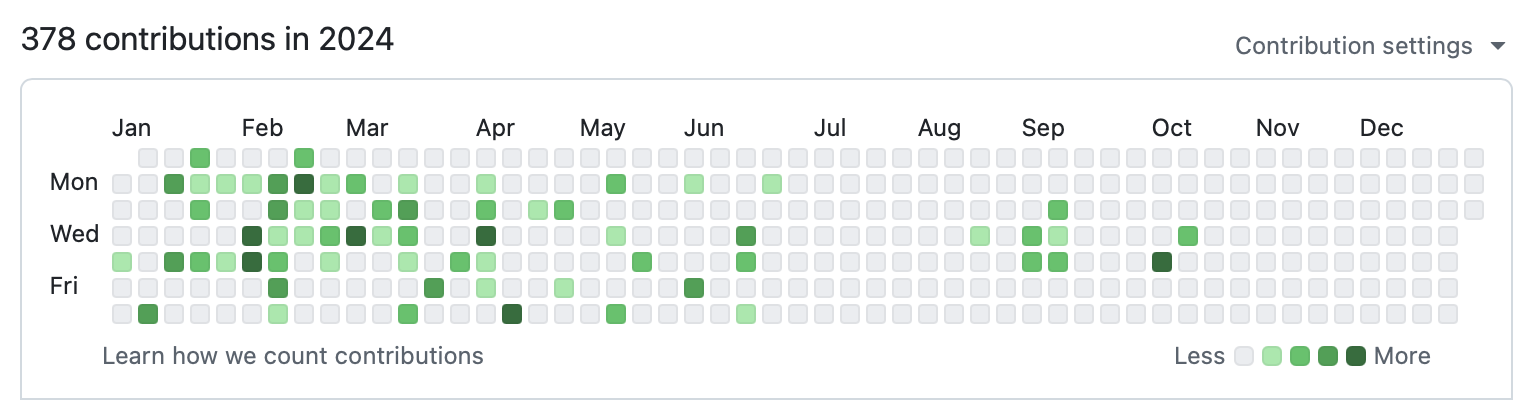 378 contributions in 2024
Contribution settings
Jan Feb Mar Apr May Jun Jul Aug Sep Oct Nov Dec
Mon
Wed
Fri
Learn how we count contributions
Less More